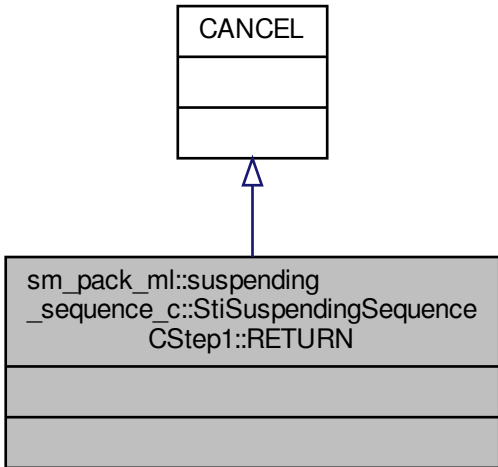 CANCEL
sm_pack_ml::suspending
_sequence_c::StiSuspendingSequence
CStep1::RETURN